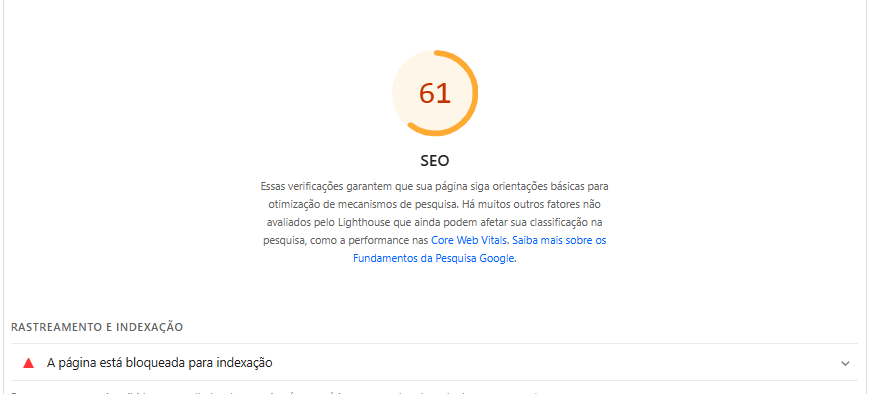 61
SEO
Essas verificações garantem que sua página siga orientações básicas para
otimização de mecanismos de pesquisa. Há muitos outros fatores não
avaliados pelo Lighthouse que ainda podem afetar sua classificação na
pesquisa, como a performance nas Core Web Vitals. Saiba mais sobre os
Fundamentos da Pesquisa Google.
RASTREAMENTO E INDEXAÇÃO
A página está bloqueada para indexação